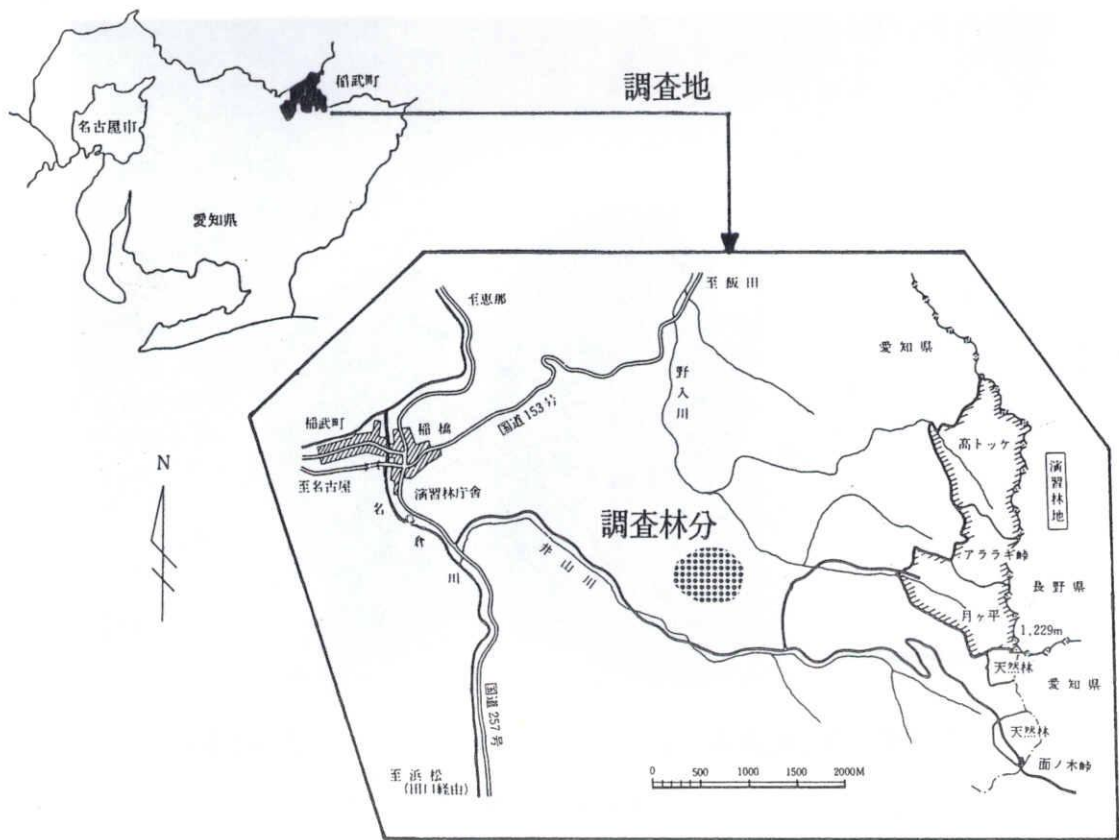 稲武町
調査地
名古屋市
愛知県
至飯田
至恵那
愛知県
野入川
国道153号
稲武町
稲橋
高トッケ
演習林地
N
至名古屋
演習林庁舎
名倉川
調査林分
井山川
アララギ峠
長野県
月ヶ平
1,229m
天然林
愛知県
国道257号
天然林
面ノ木峠
至浜松
(田口経由)
0 500 1000 1500 2000M